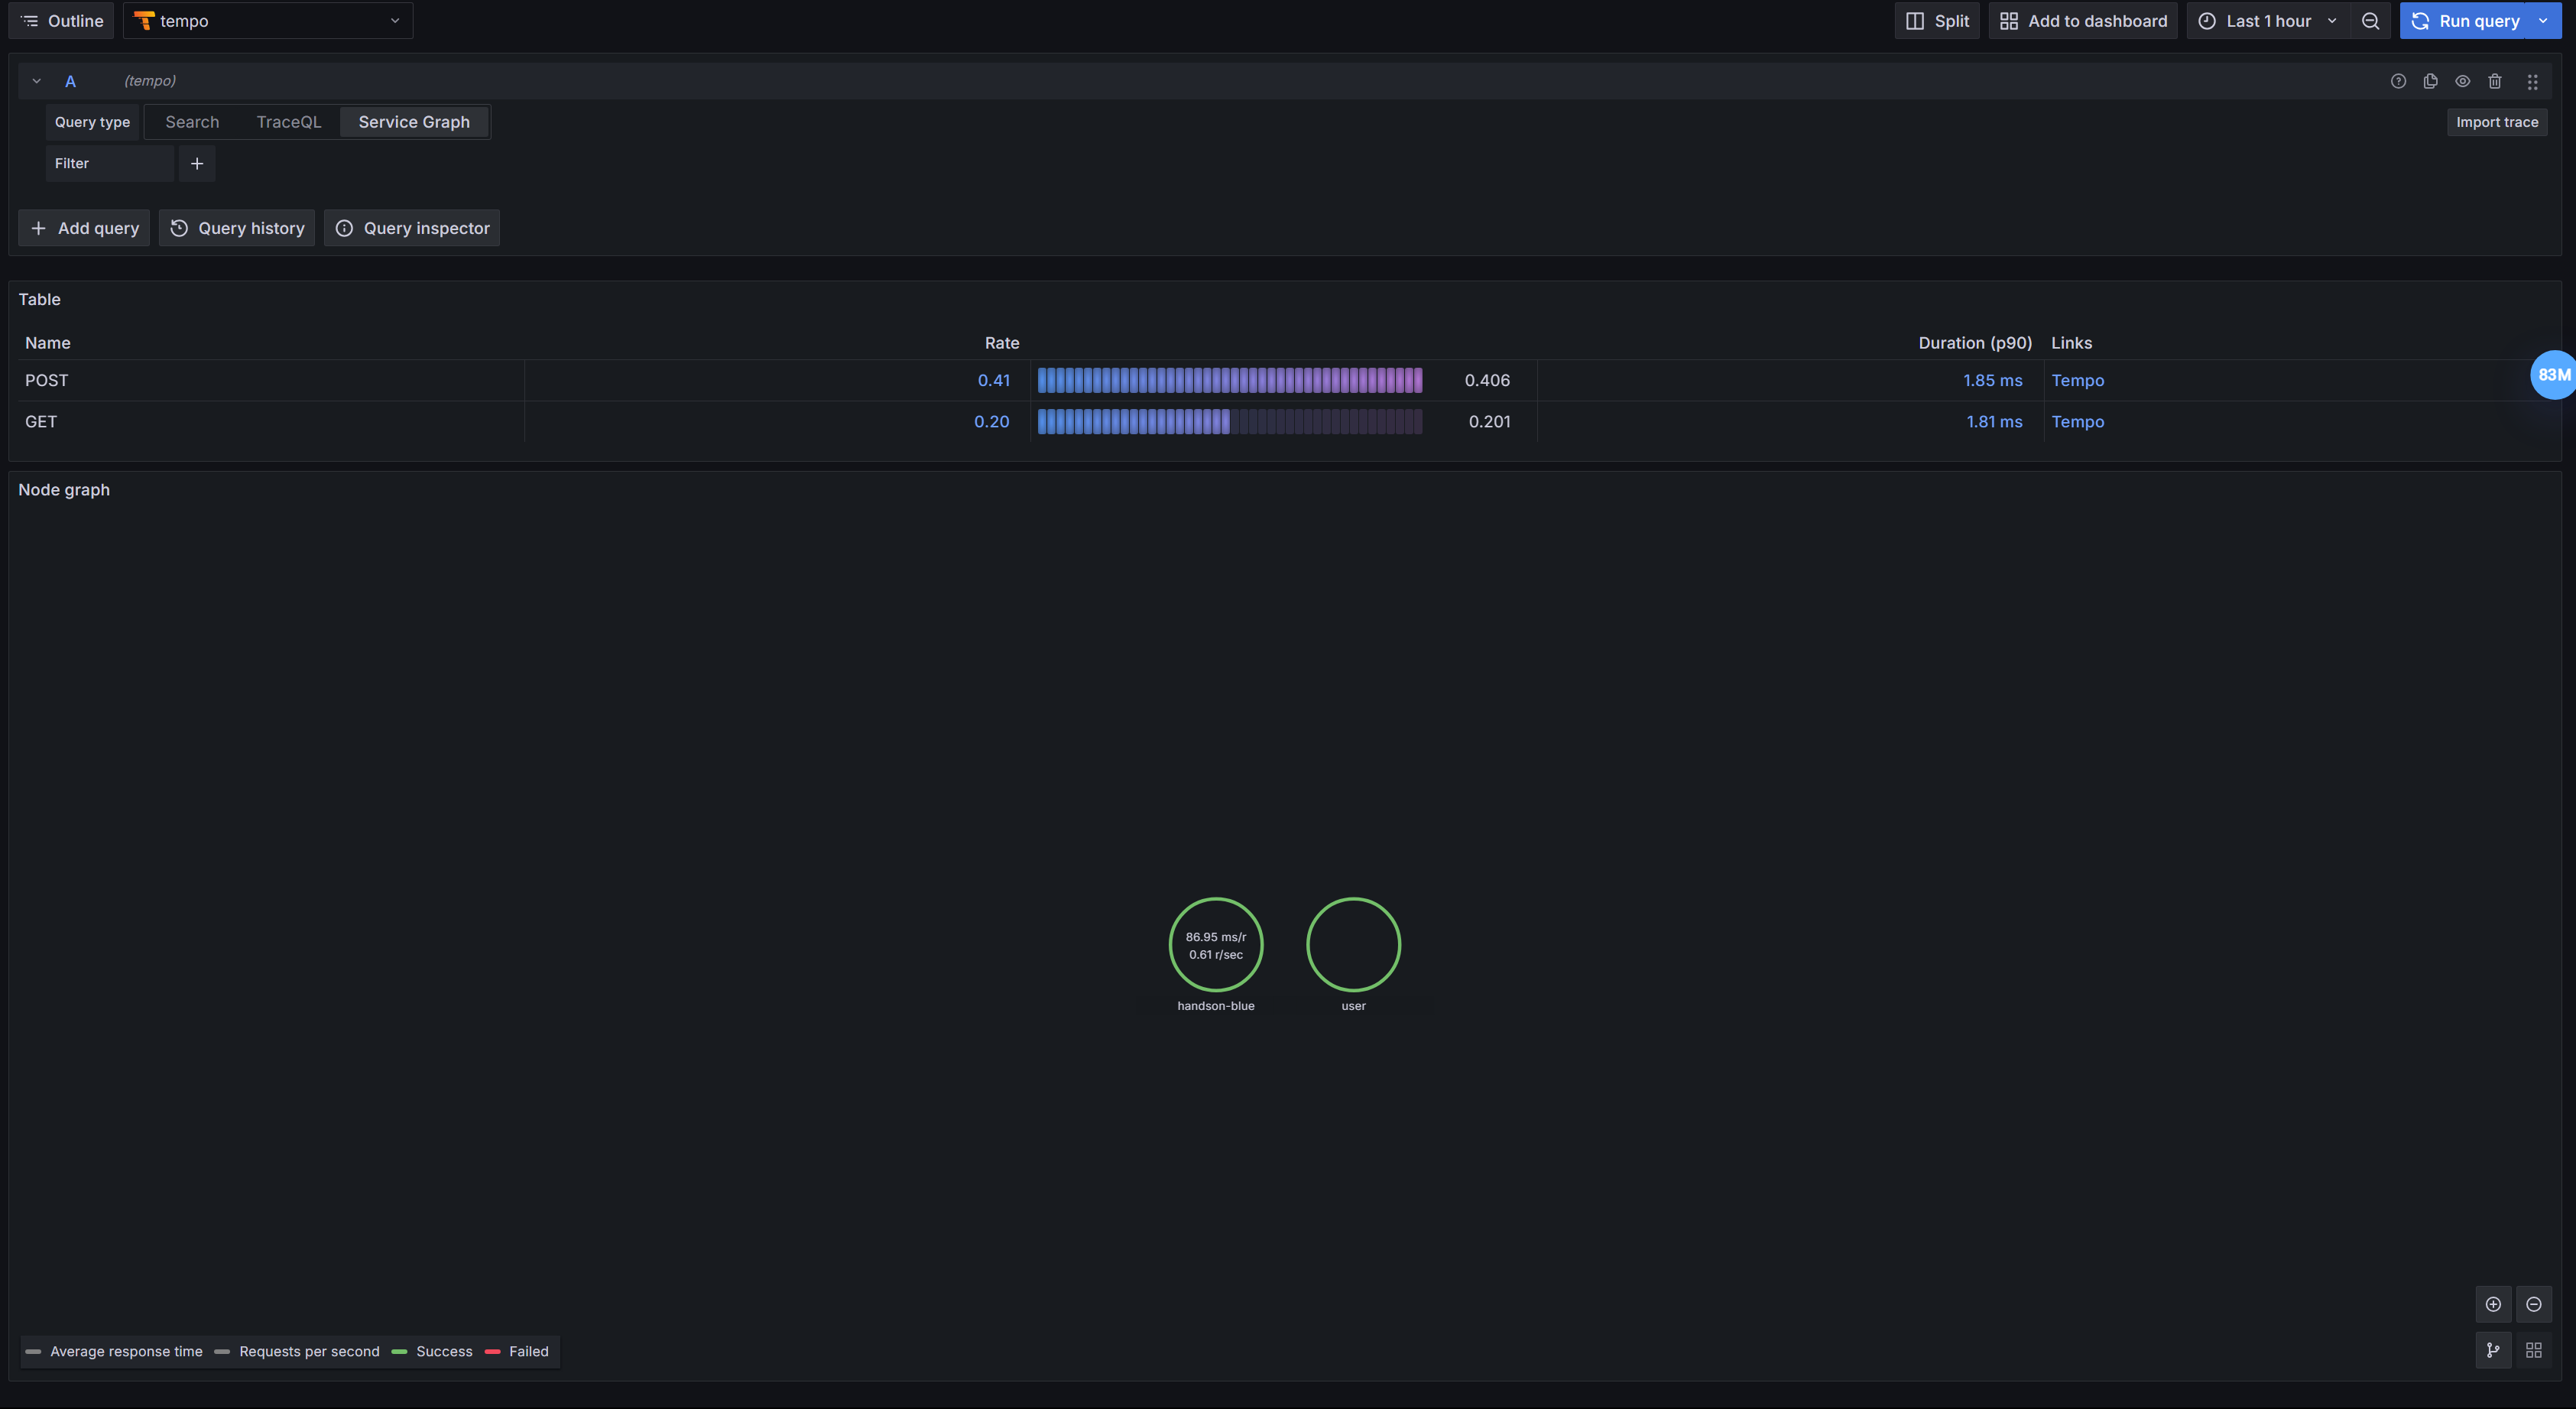 Outline
tempo
Split
Add to dashboard
Last 1 hour
Run query
A
(tempo)
Query type
Search
TraceQL
Service Graph
Import trace
Filter
Add query
Query history
Query inspector
Table
Name
Rate
Duration (p90)
Links
POST
0.41
0.406
1.85 ms
Tempo
83M
GET
0.20
0.201
1.81 ms
Tempo
Node graph
86.95 ms/r
0.61 r/sec
handson-blue
user
Average response time
Requests per second
Success
Failed